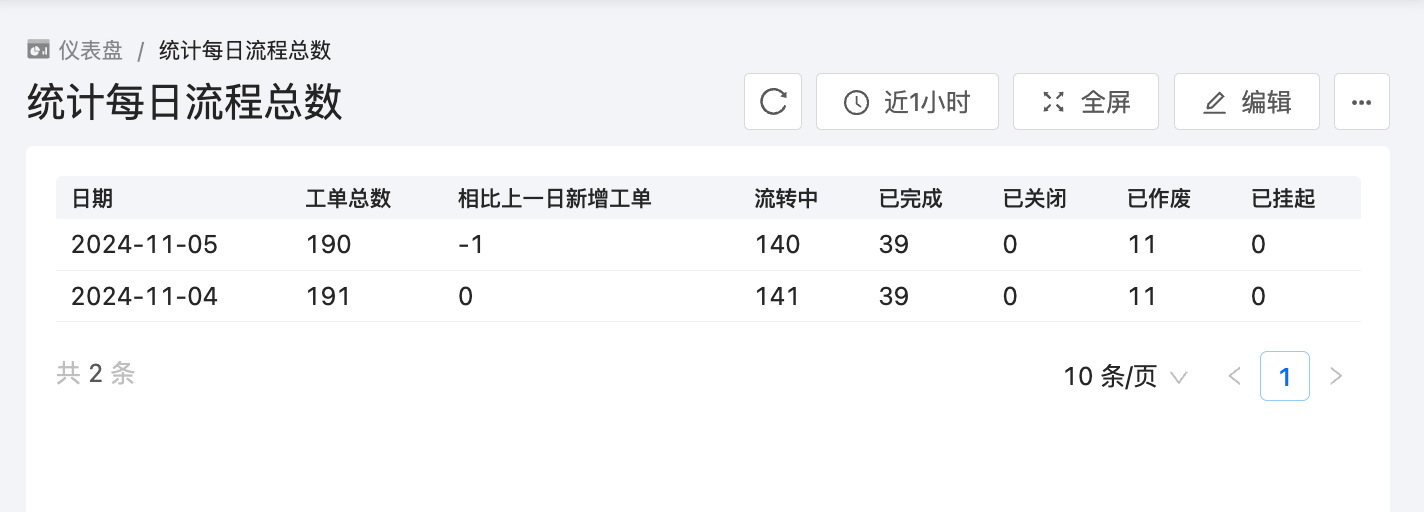 仪表盘 / 统计每日流程总数
统计每日流程总数
近1小时 全屏 编辑 ···
日期 工单总数 相比上一日新增工单 流转中 已完成 已关闭 已作废 已挂起
2024-11-05 190 -1 140 39 0 11 0
2024-11-04 191 0 141 39 0 11 0
共 2 条 10 条/页 < 1 >